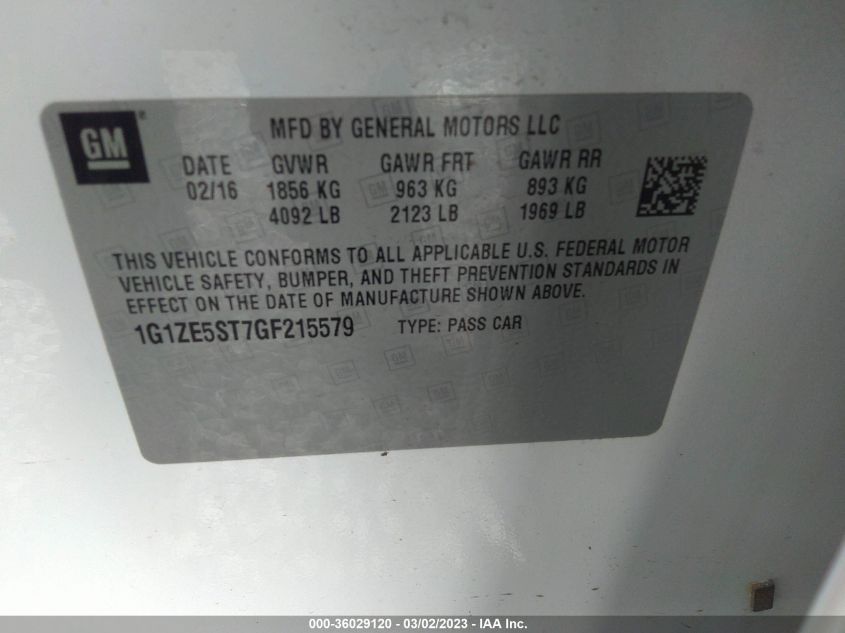 GM®
MFD BY GENERAL MOTORS LLC
DATE GVWR GAWR FRT GAWR RR
02/16 1856 KG 963 KG 893 KG
4092 LB 2123 LB 1969 LB
THIS VEHICLE CONFORMS TO ALL APPLICABLE U.S. FEDERAL MOTOR
VEHICLE SAFETY, BUMPER, AND THEFT PREVENTION STANDARDS IN
EFFECT ON THE DATE OF MANUFACTURE SHOWN ABOVE.
1G1ZE5ST7GF215579 TYPE: PASS CAR
000-36029120 - 03/02/2023 - IAA Inc.